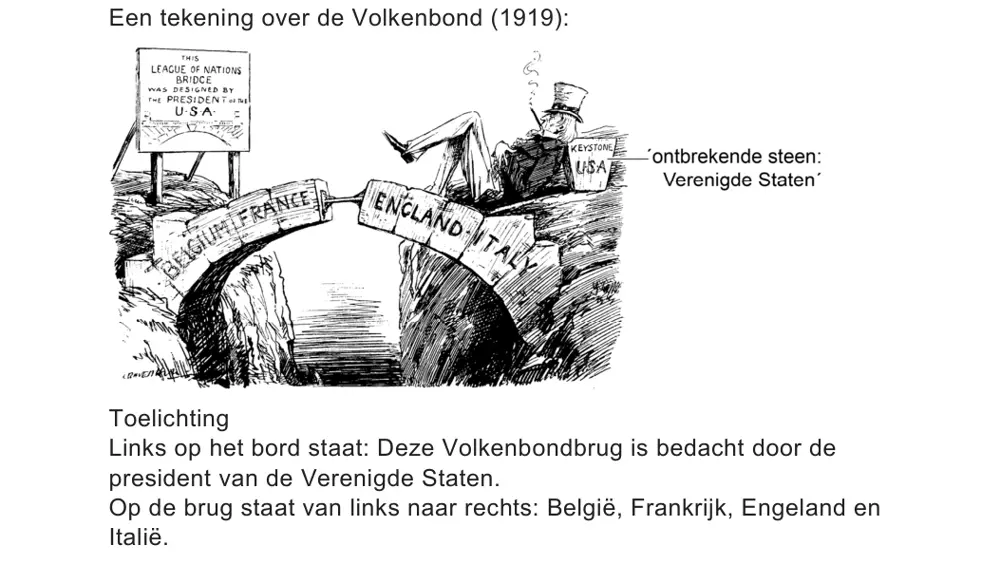 Een tekening over de Volkenbond (1919):
THIS
LEAGUE OF NATIONS
BRIDGE
WAS DESIGNED BY
THE PRESIDENT OF THE
U·S·A·
KEYSTONE
USA
´ontbrekende steen:
Verenigde Staten´
BELGIUM FRANCE
ENGLAND·ITALY
Toelichting
Links op het bord staat: Deze Volkenbondbrug is bedacht door de
president van de Verenigde Staten.
Op de brug staat van links naar rechts: België, Frankrijk, Engeland en
Italië.